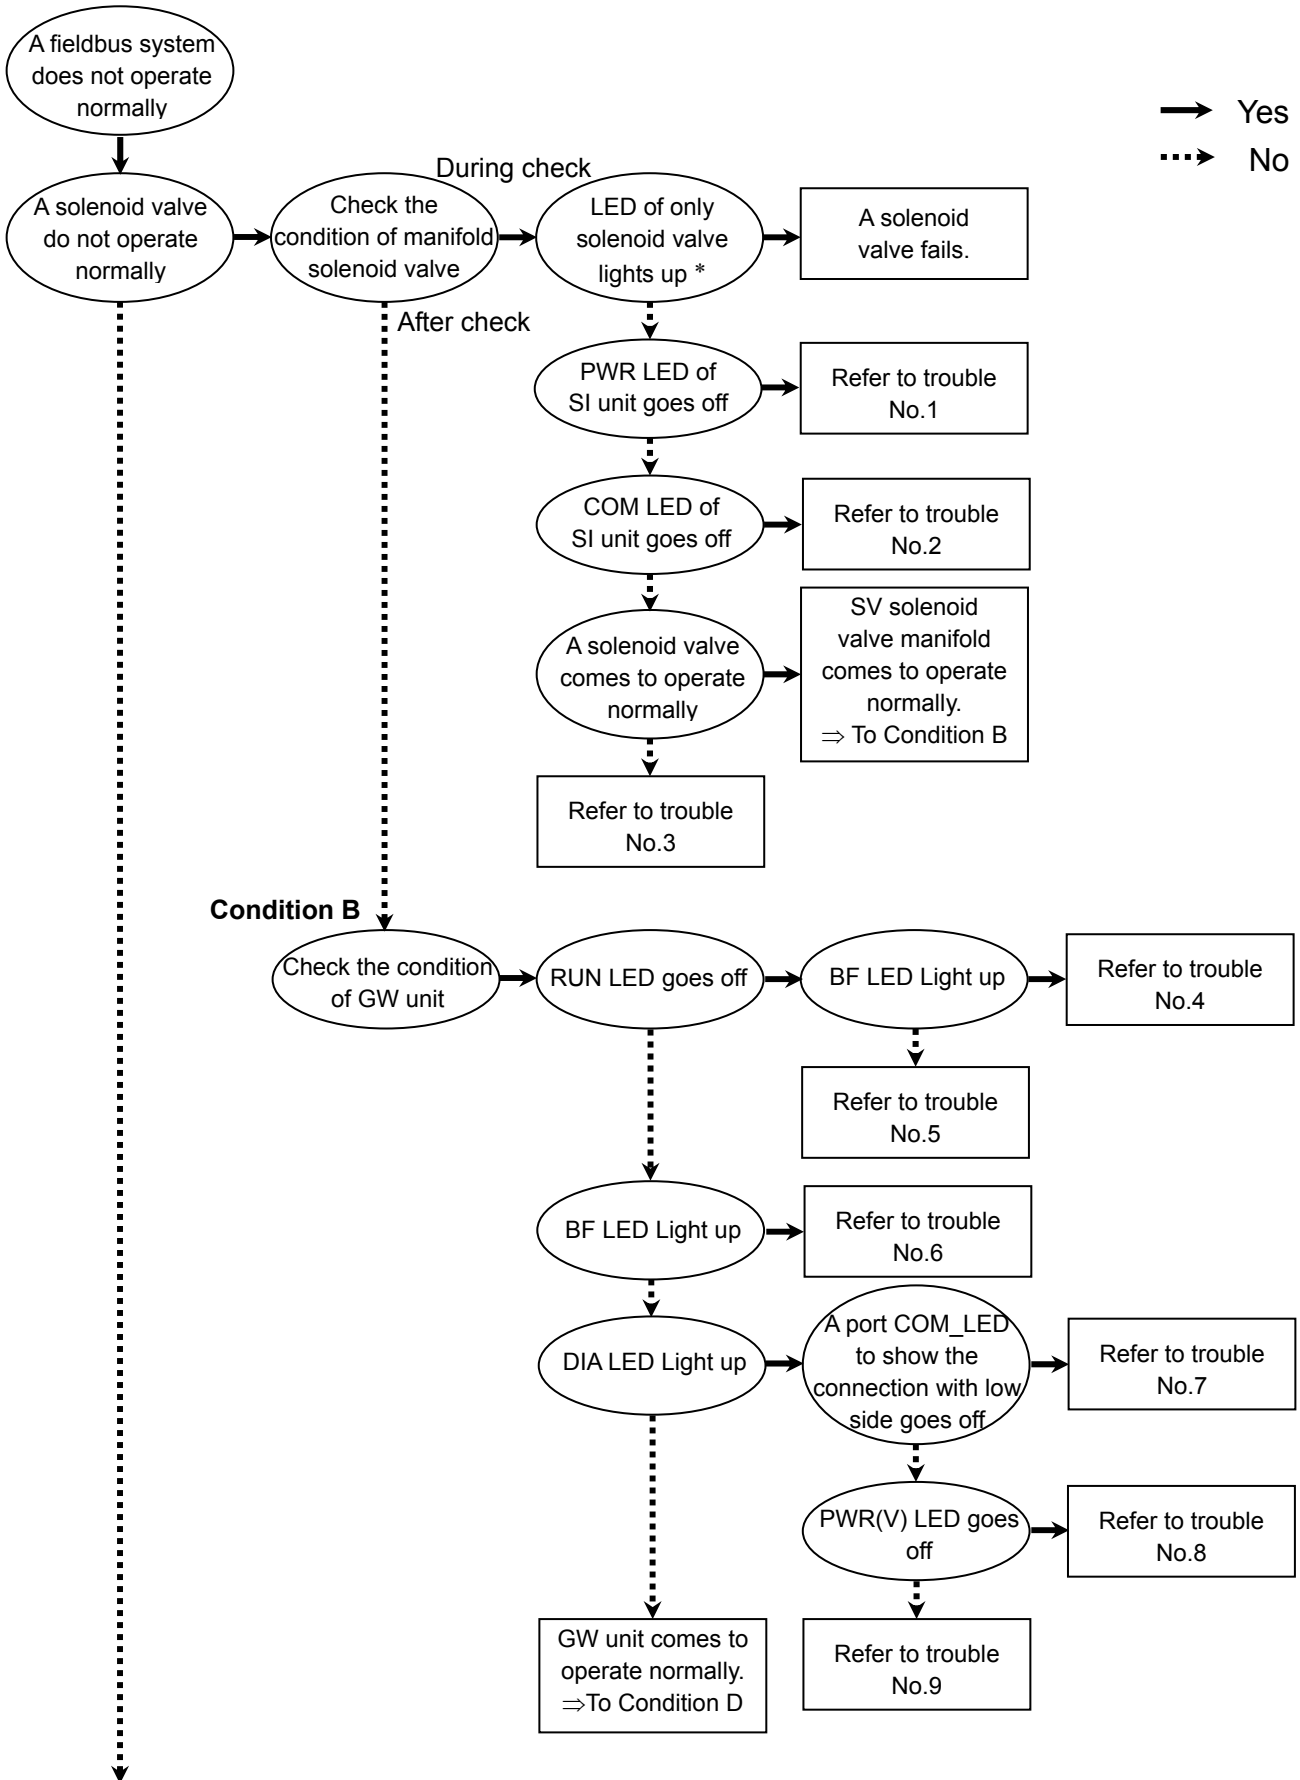 A fieldbus system
does not operate
normally
Yes
No
During check
A solenoid valve
do not operate
normally
Check the
condition of manifold
solenoid valve
LED of only
solenoid valve
lights up *
A solenoid
valve fails.
After check
PWR LED of
SI unit goes off
Refer to trouble
No.1
COM LED of
SI unit goes off
Refer to trouble
No.2
A solenoid valve
comes to operate
normally
SV solenoid
valve manifold
comes to operate
normally.
⇒ To Condition B
Refer to trouble
No.3
Condition B
Check the condition
of GW unit
RUN LED goes off
BF LED Light up
Refer to trouble
No.4
Refer to trouble
No.5
BF LED Light up
Refer to trouble
No.6
DIA LED Light up
A port COM_LED
to show the
connection with low
side goes off
Refer to trouble
No.7
PWR(V) LED goes
off
Refer to trouble
No.8
GW unit comes to
operate normally.
⇒To Condition D
Refer to trouble
No.9